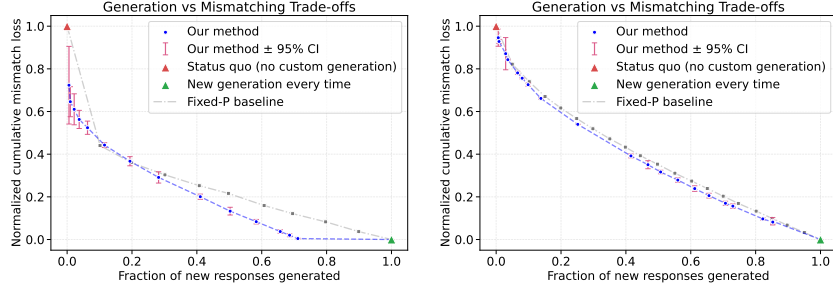 Generation vs Mismatching Trade-offs
Normalized cumulative mismatch loss
1.0
0.8
0.6
0.4
0.2
0.0
Our method
Our method ± 95% CI
Status quo (no custom generation)
New generation every time
Fixed-P baseline
0.0 0.2 0.4 0.6 0.8 1.0
Fraction of new responses generated
Generation vs Mismatching Trade-offs
Normalized cumulative mismatch loss
1.0
0.8
0.6
0.4
0.2
0.0
Our method
Our method ± 95% CI
Status quo (no custom generation)
New generation every time
Fixed-P baseline
0.0 0.2 0.4 0.6 0.8 1.0
Fraction of new responses generated